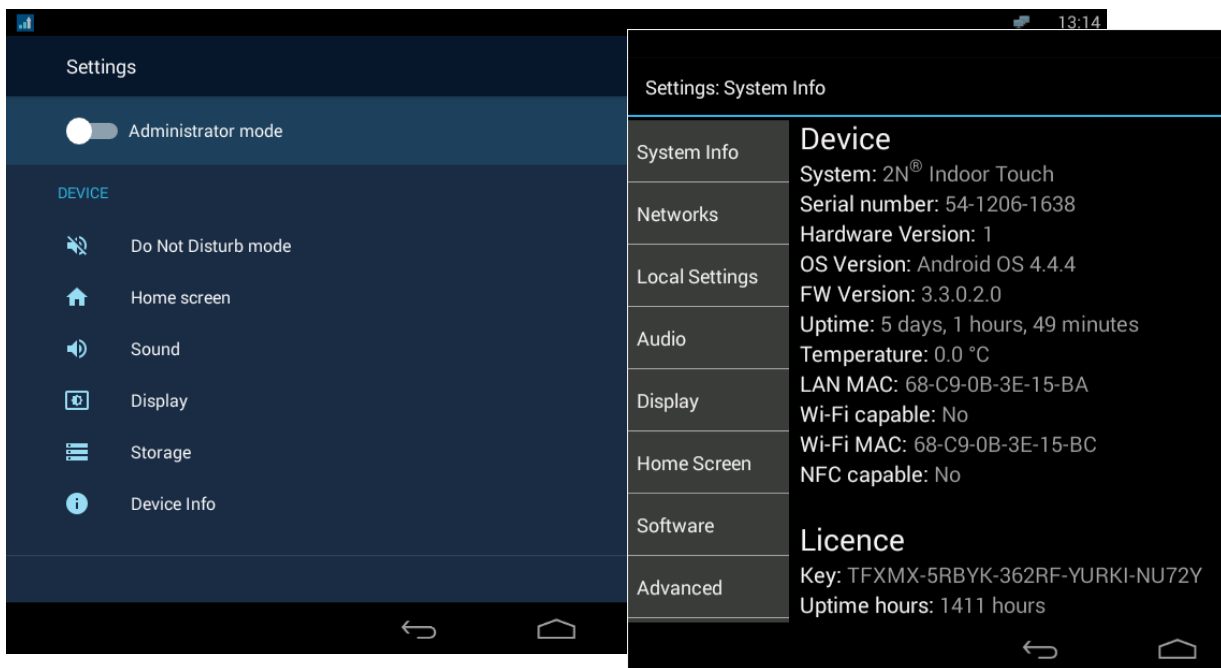 13:14
Settings
Administrator mode
DEVICE
Do Not Disturb mode
Home screen
Sound
Display
Storage
Device Info
Settings: System Info
System Info
Networks
Local Settings
Audio
Display
Home Screen
Software
Advanced
Device
System: 2N® Indoor Touch
Serial number: 54-1206-1638
Hardware Version: 1
OS Version: Android OS 4.4.4
FW Version: 3.3.0.2.0
Uptime: 5 days, 1 hours, 49 minutes
Temperature: 0.0 °C
LAN MAC: 68-C9-0B-3E-15-BA
Wi-Fi capable: No
Wi-Fi MAC: 68-C9-0B-3E-15-BC
NFC capable: No
Licence
Key: TFXMX-5RBYK-362RF-YURKI-NU72Y
Uptime hours: 1411 hours